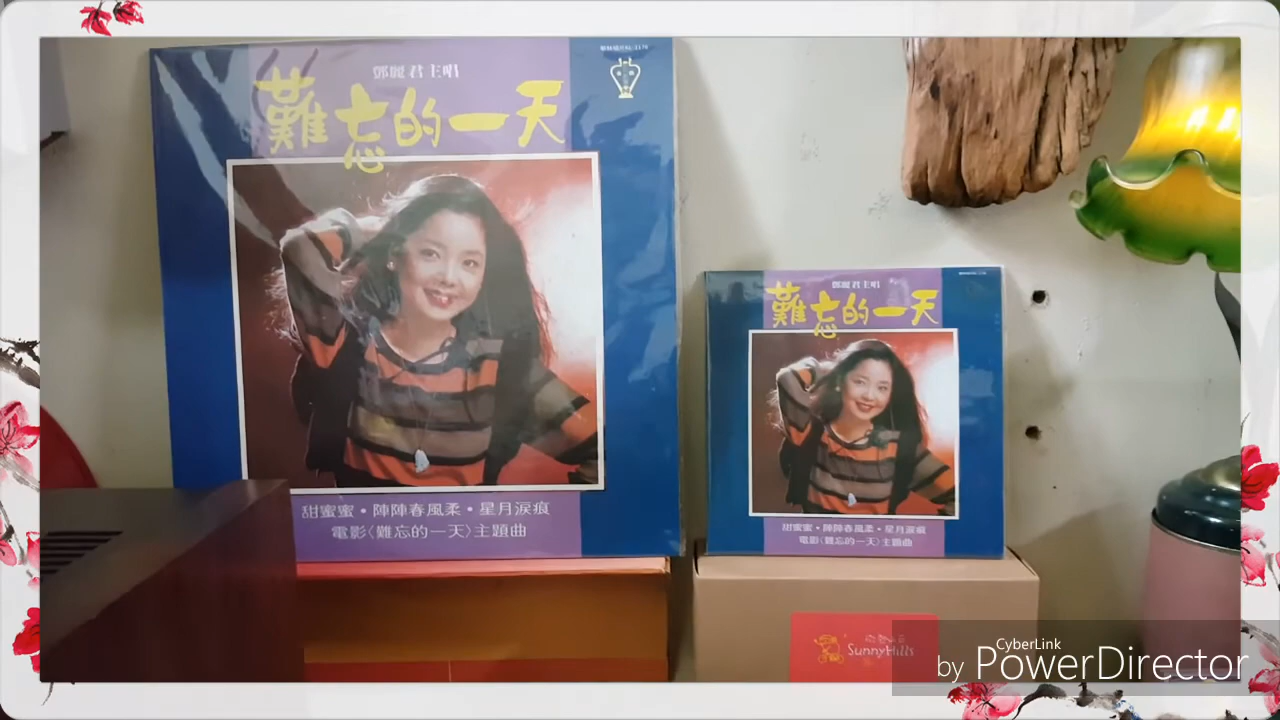 鄧麗君主唱
難忘的一天
甜蜜蜜•陣陣春風柔•星月淚痕
電影〈難忘的一天〉主題曲
鄧麗君主唱
難忘的一天
甜蜜蜜•陣陣春風柔•星月淚痕
電影〈難忘的一天〉主題曲
SunnyHills
CyberLink
by PowerDirector